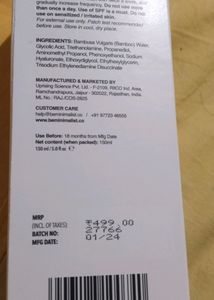 gradually increase frequency. Do not use more than
once a day. Use of SPF is a must. Do not
use on sensitized / irritated skin.
For external use only. Patch test recommended
before use. Store in cool, dry place.
INGREDIENTS: Bambusa Vulgaris (Bamboo) Water,
Glycolic Acid, Triethanolamine, Propanediol,
Aminomethyl Propanol, Phenoxyethanol, Sodium
Hyaluronate, Ethoxydiglycol, Ethylhexylglycerin,
Trisodium Ethylenediamine Disuccinate
MANUFACTURED & MARKETED BY
Uprising Science Pvt. Ltd. - F-2109, RIICO Ind Area,
Ramchandrapura, Jaipur - 302022, Rajasthan, India.
ML No.: RAJ/COS-2825
CUSTOMER CARE
help@beminimalist.co | +91 97723 46555
www.beminimalist.co
Use Before: 18 months from Mfg Date
Net content (when packed): 150ml
150 ml / 5.0 fl. oz
MRP
(INCL OF TAXES) ₹499.00
BATCH NO: 27766
MFG DATE: 01/24